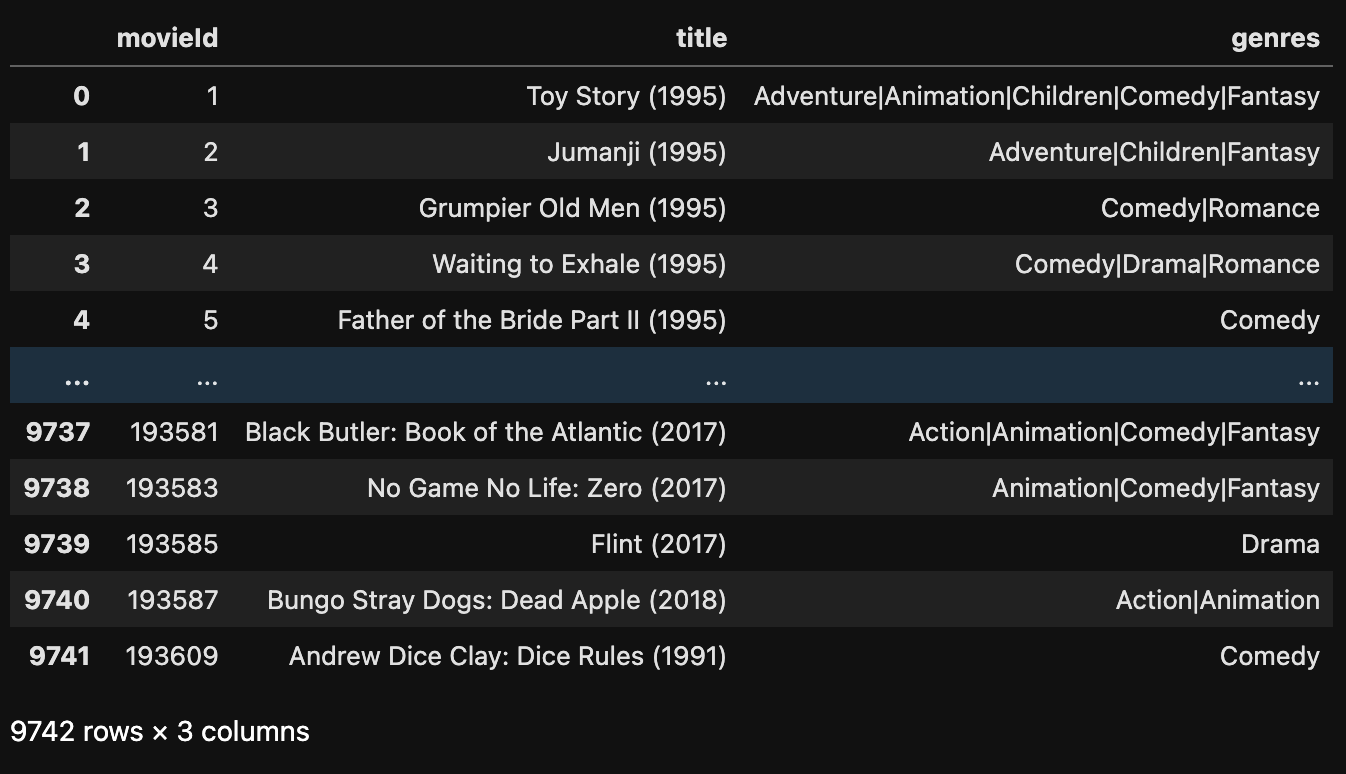 movieId title genres
0 1 Toy Story (1995) Adventure|Animation|Children|Comedy|Fantasy
1 2 Jumanji (1995) Adventure|Children|Fantasy
2 3 Grumpier Old Men (1995) Comedy|Romance
3 4 Waiting to Exhale (1995) Comedy|Drama|Romance
4 5 Father of the Bride Part II (1995) Comedy
... ... ... ...
9737 193581 Black Butler: Book of the Atlantic (2017) Action|Animation|Comedy|Fantasy
9738 193583 No Game No Life: Zero (2017) Animation|Comedy|Fantasy
9739 193585 Flint (2017) Drama
9740 193587 Bungo Stray Dogs: Dead Apple (2018) Action|Animation
9741 193609 Andrew Dice Clay: Dice Rules (1991) Comedy
9742 rows × 3 columns